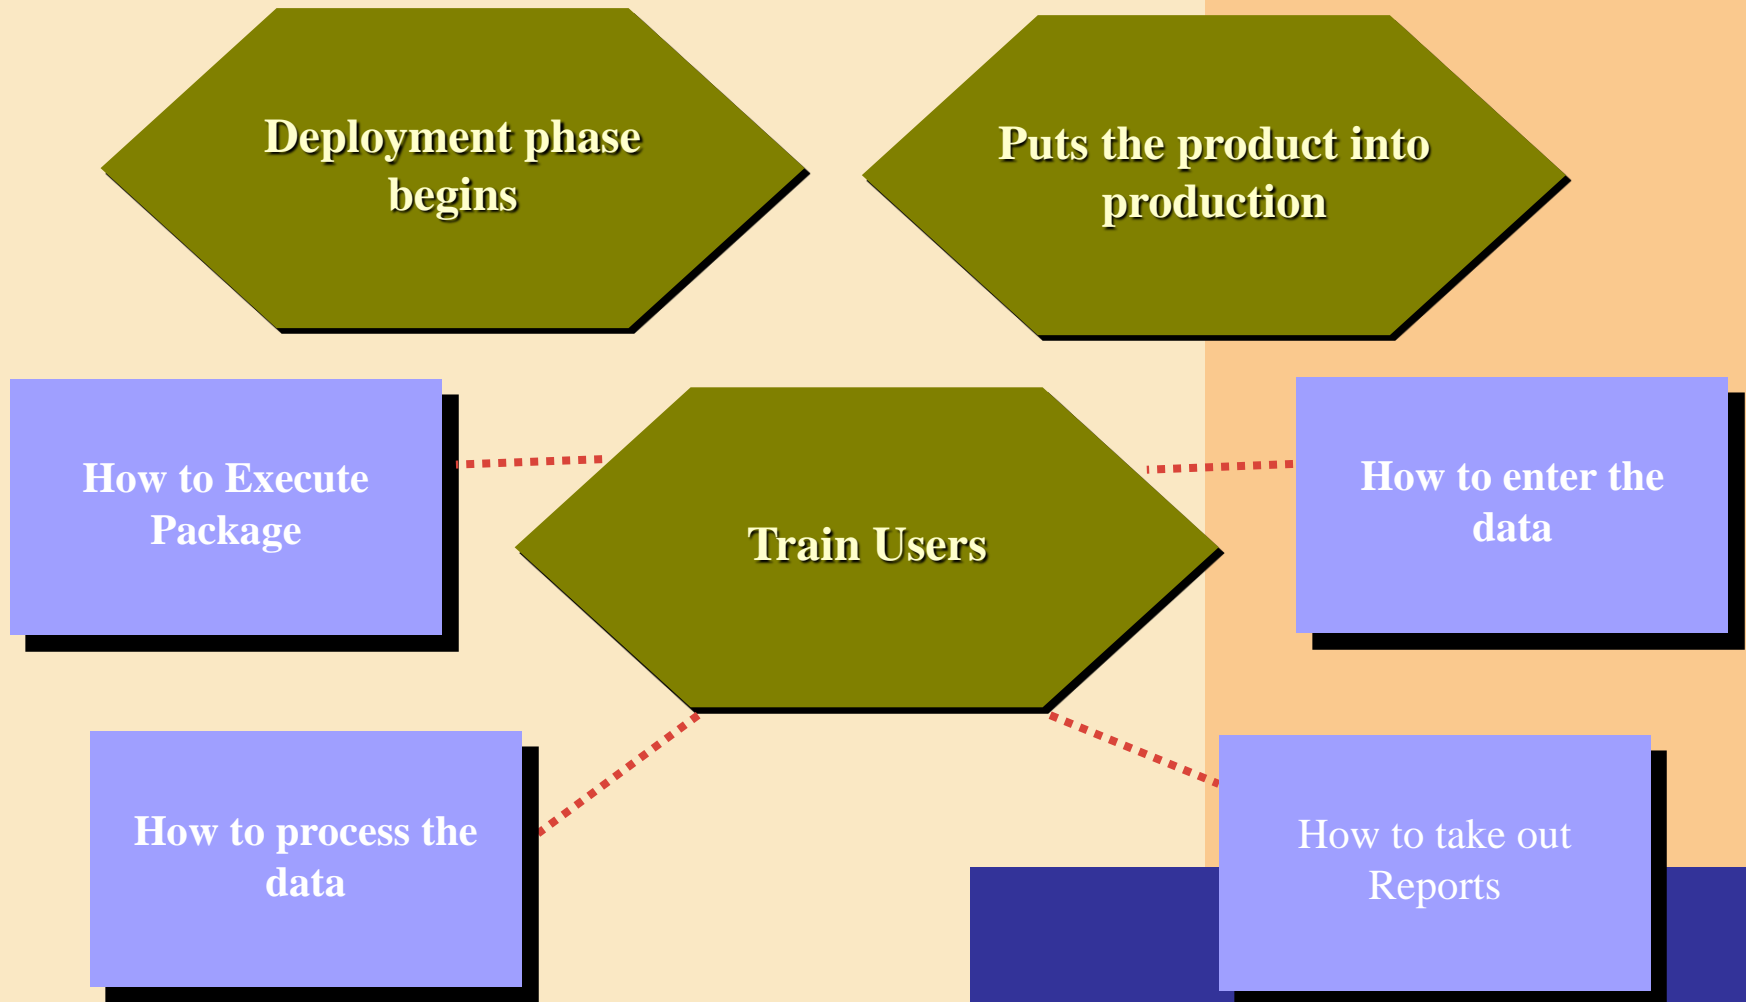 Deployment phase
begins
Puts the product into
production
How to Execute
Package
Train Users
How to enter the
data
How to process the
data
How to take out
Reports